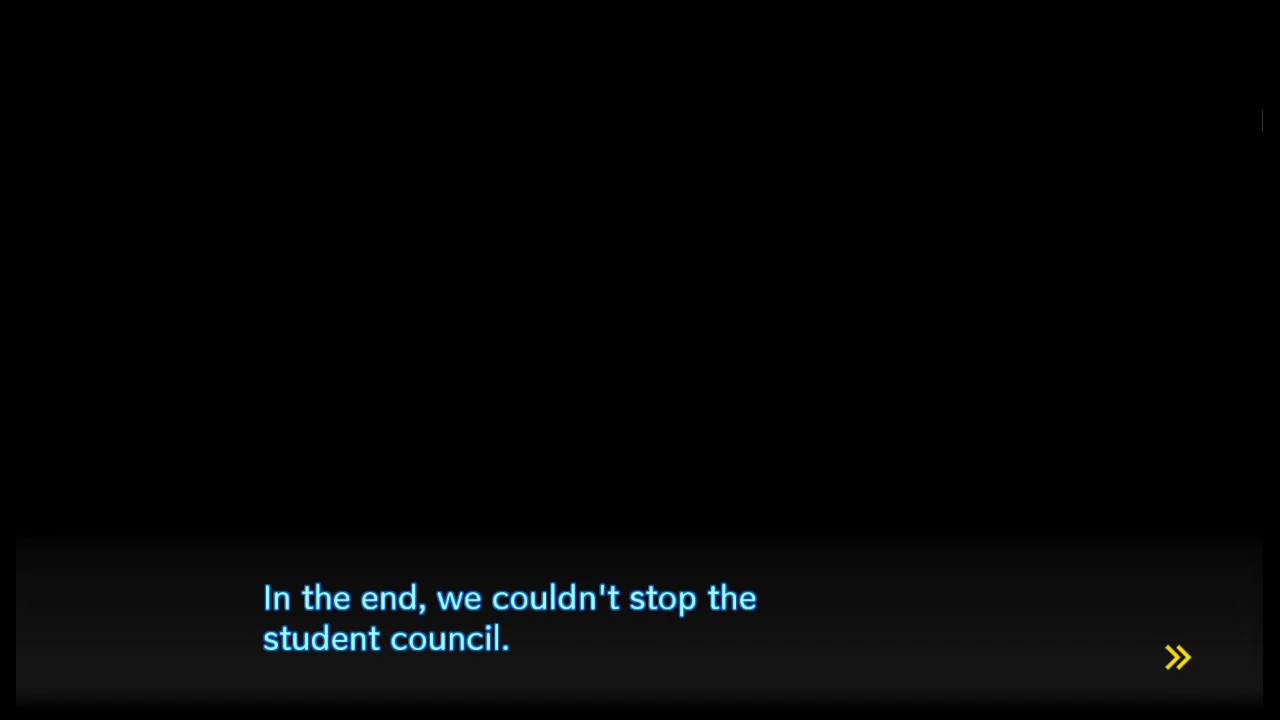 In the end, we couldn't stop the
student council.